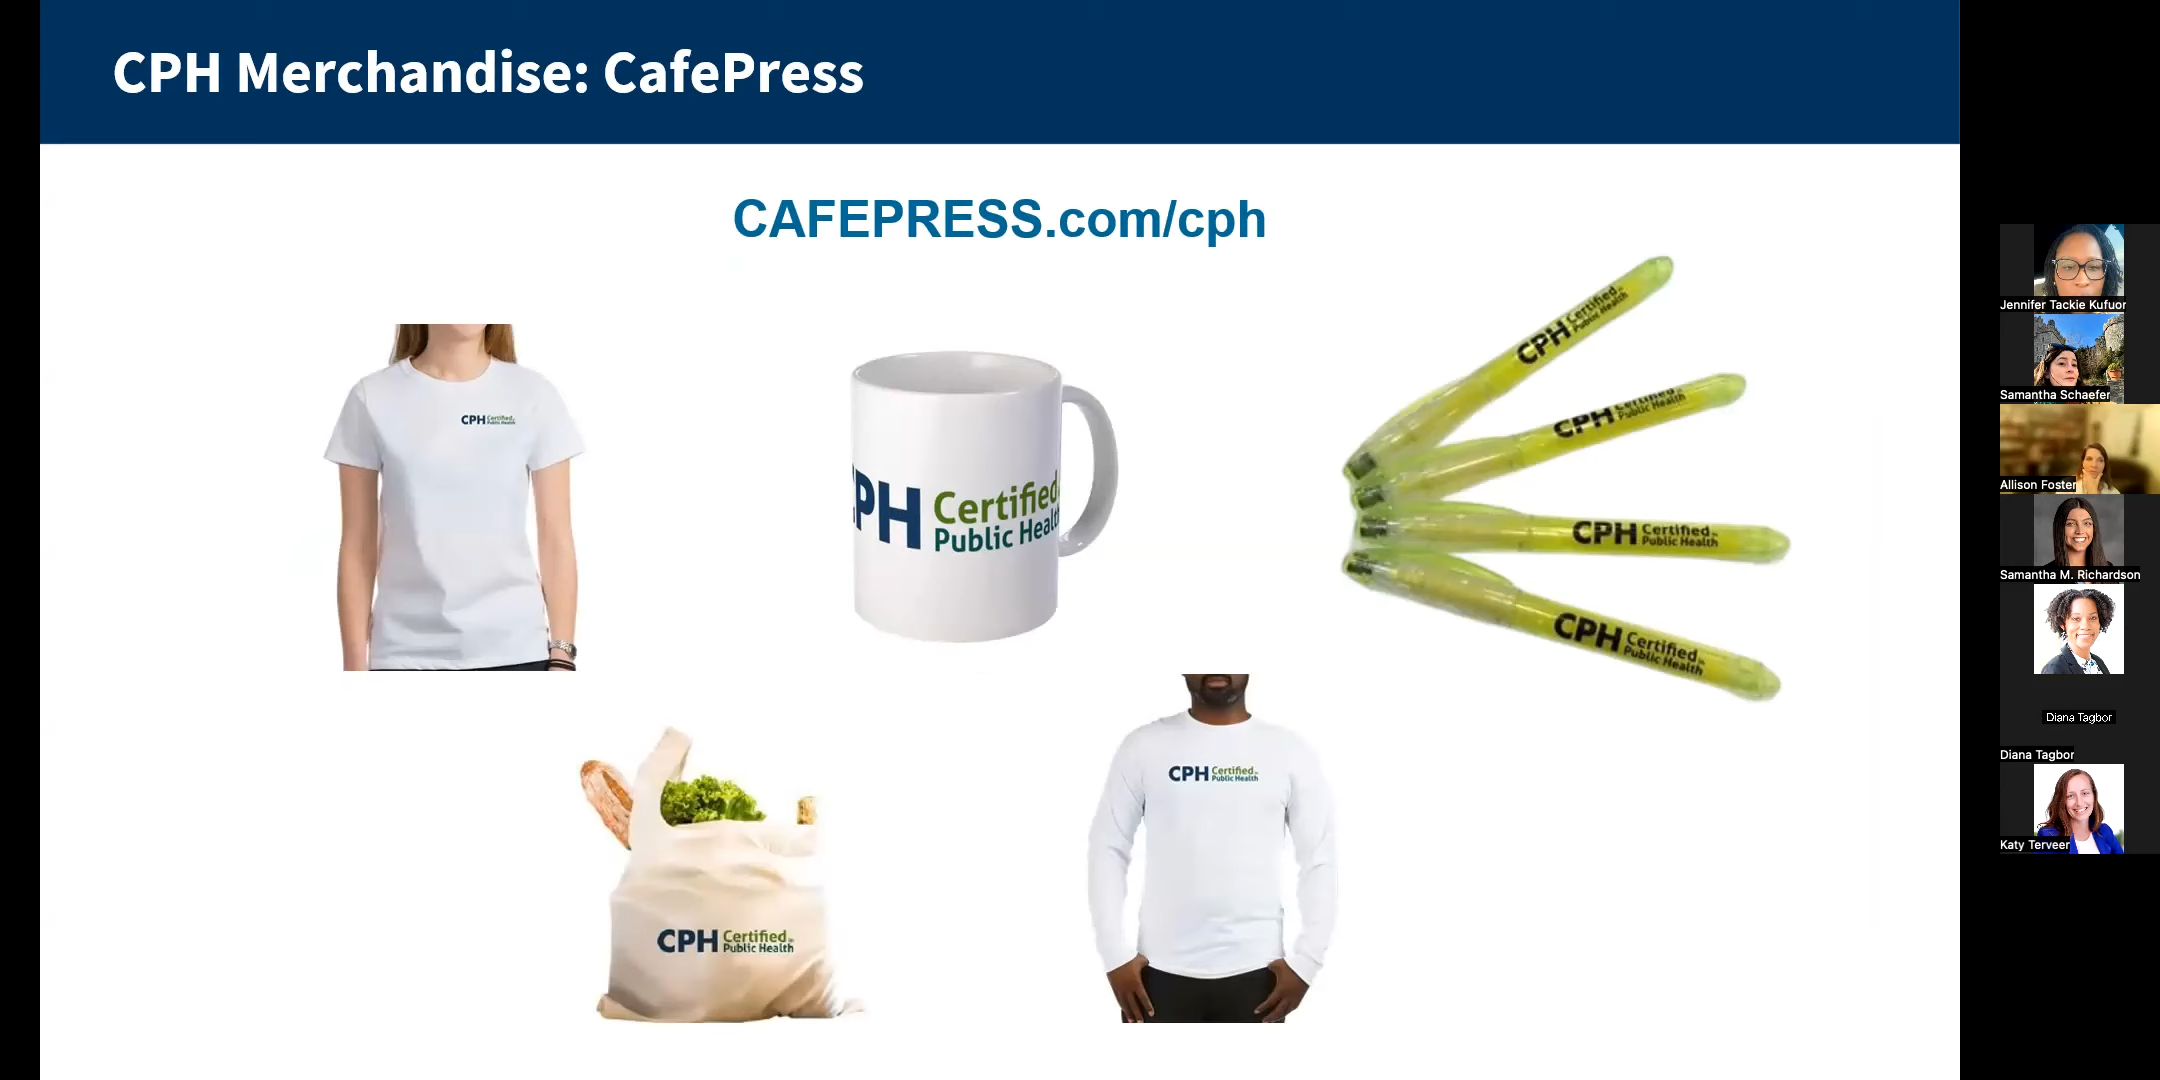 CPH Merchandise: CafePress
CAFEPRESS.com/cph
CPH Certified
Public Health
CPH Certified
Public Health
CPH Certified
Public Health
CPH Certified
Public Health
CPH Certified
Public Health
CPH Certified
Public Health
CPH Certified
Public Health
CPH Certified
Public Health
Jennifer Tackie Kufuor
Samantha Schaefer
Allison Foster
Samantha M. Richardson
Diana Tagbor
Diana Tagbor
Katy Terveer